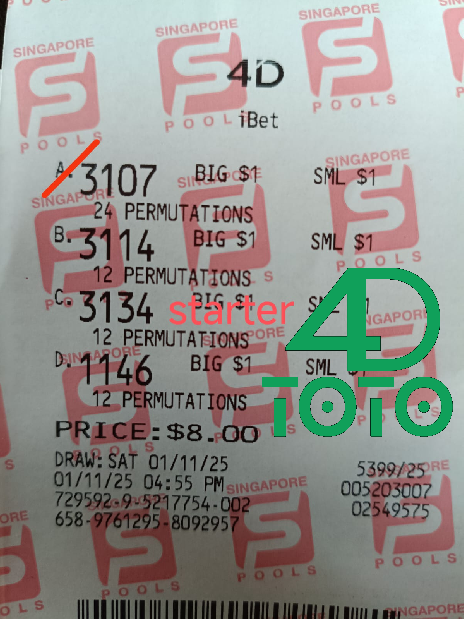 SINGAPORE POOLS
4D
iBet
A. 3107 BIG $1 SML $1
24 PERMUTATIONS
B. 3114 BIG $1 SML $1
12 PERMUTATIONS
C. 3134 BIG $1 SML $1
12 PERMUTATIONS
starter
D. 1146 BIG $1 SML $1
12 PERMUTATIONS
4D
TOTO
PRICE: $8.00
DRAW: SAT 01/11/25 5399/25
01/11/25 04:55 PM 005203007
729592-9-5217754-002 02549575
658-9761295-8092957